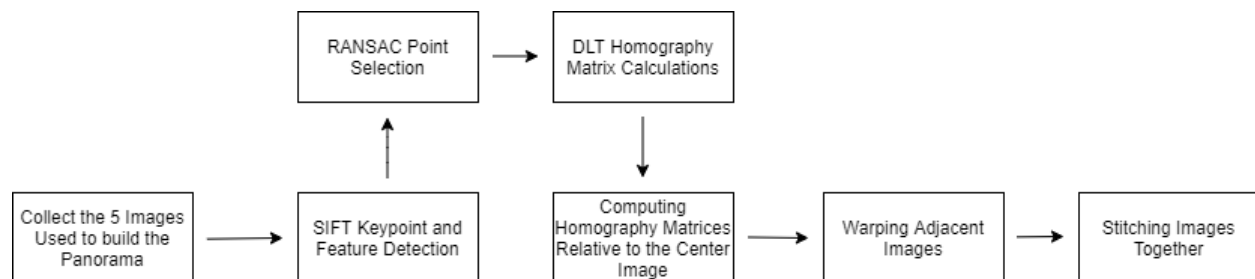 RANSAC Point
Selection
DLT Homography
Matrix Calculations
Collect the 5 Images
Used to build the
Panorama
SIFT Keypoint and
Feature Detection
Computing
Homography Matrices
Relative to the Center
Image
Warping Adjacent
Images
Stitching Images
Together